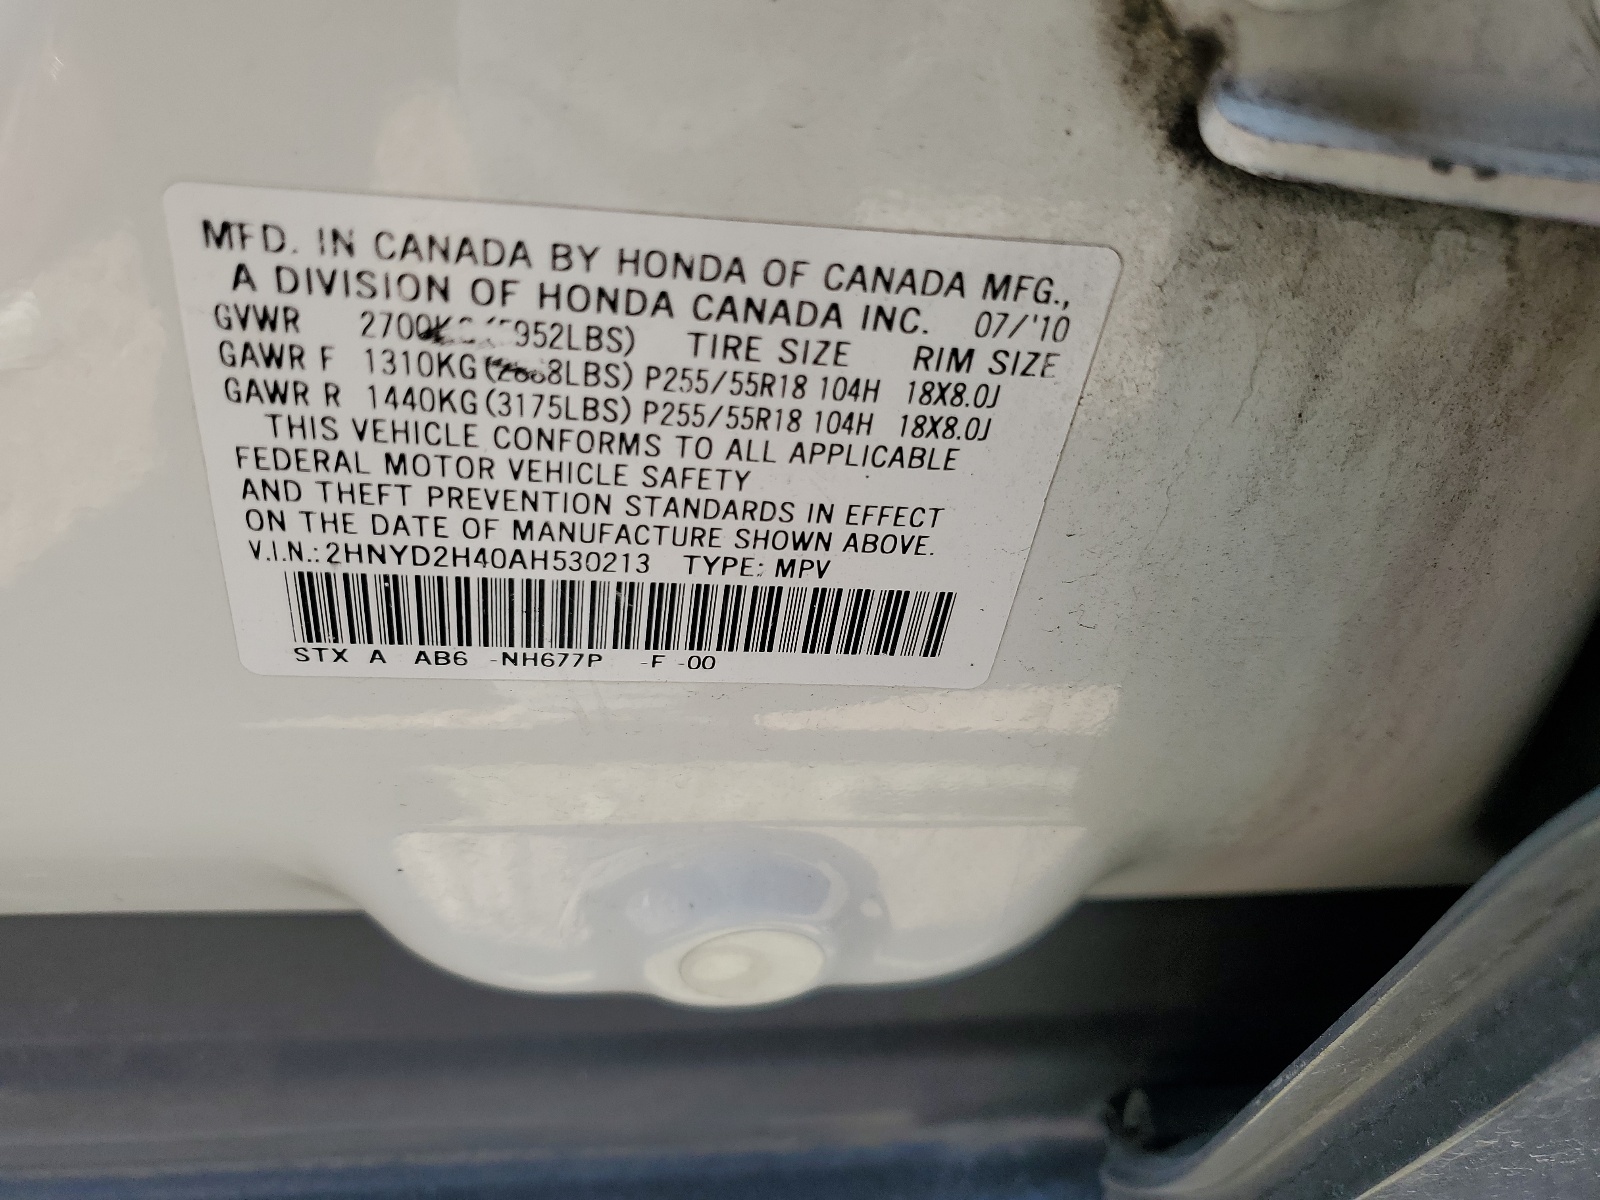 MFD. IN CANADA BY HONDA OF CANADA MFG.,
A DIVISION OF HONDA CANADA INC. 07/'10
GVWR 952LBS) TIRE SIZE RIM SIZE
GAWR F 1310KG P255/55R18 104H 18X8.0J
GAWR R 1440KG (3175LBS) P255/55R18 104H 18X8.0J
THIS VEHICLE CONFORMS TO ALL APPLICABLE
FEDERAL MOTOR VEHICLE SAFETY
AND THEFT PREVENTION STANDARDS IN EFFECT
ON THE DATE OF MANUFACTURE SHOWN ABOVE.
V.I.N.: 2HNYD2H40AH530213 TYPE: MPV
STX A AB6 -NH677P -F -00